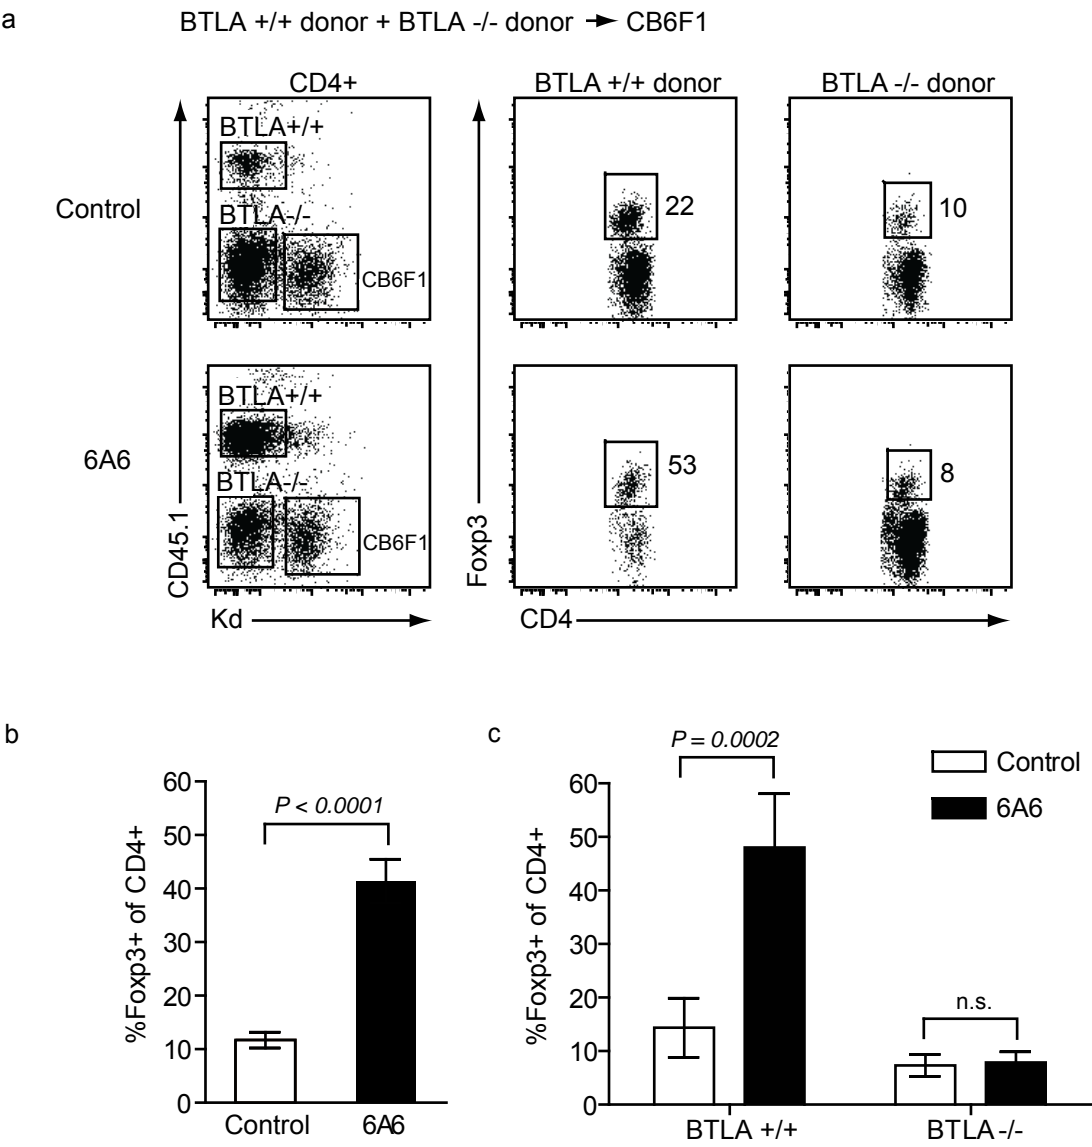 a
BTLA +/+ donor + BTLA -/- donor → CB6F1
CD4+
BTLA +/+ donor
BTLA -/- donor
Control
BTLA+/+
BTLA-/-
CB6F1
22
10
6A6
BTLA+/+
BTLA-/-
CB6F1
53
8
CD45.1
Foxp3
Kd
CD4
b
%Foxp3+ of CD4+
60
50
40
30
20
10
0
P < 0.0001
Control
6A6
c
%Foxp3+ of CD4+
60
50
40
30
20
10
0
P = 0.0002
n.s.
Control
6A6
BTLA +/+
BTLA -/-